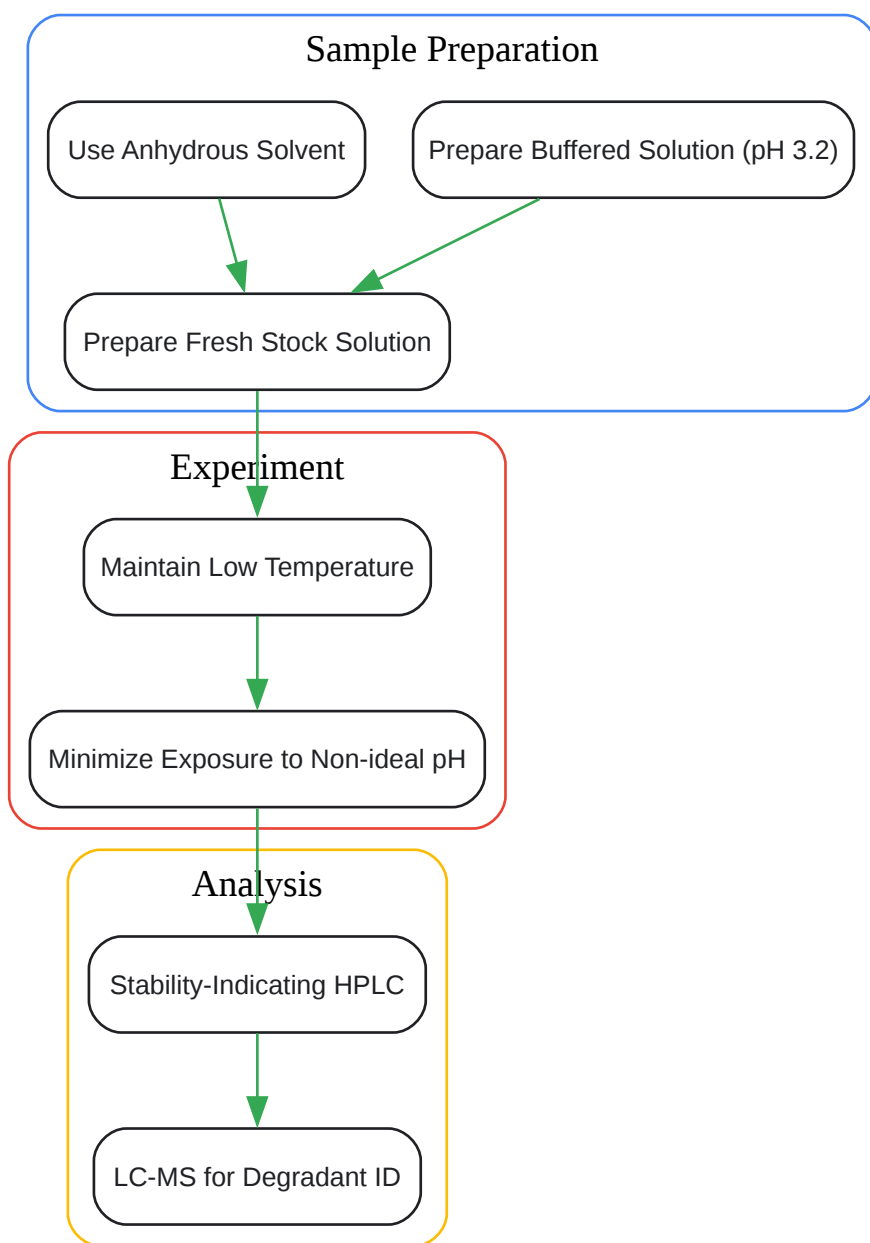 Sample Preparation
Use Anhydrous Solvent
Prepare Buffered Solution (pH 3.2)
Prepare Fresh Stock Solution
Experiment
Maintain Low Temperature
Minimize Exposure to Non-ideal pH
Analysis
Stability-Indicating HPLC
LC-MS for Degradant ID